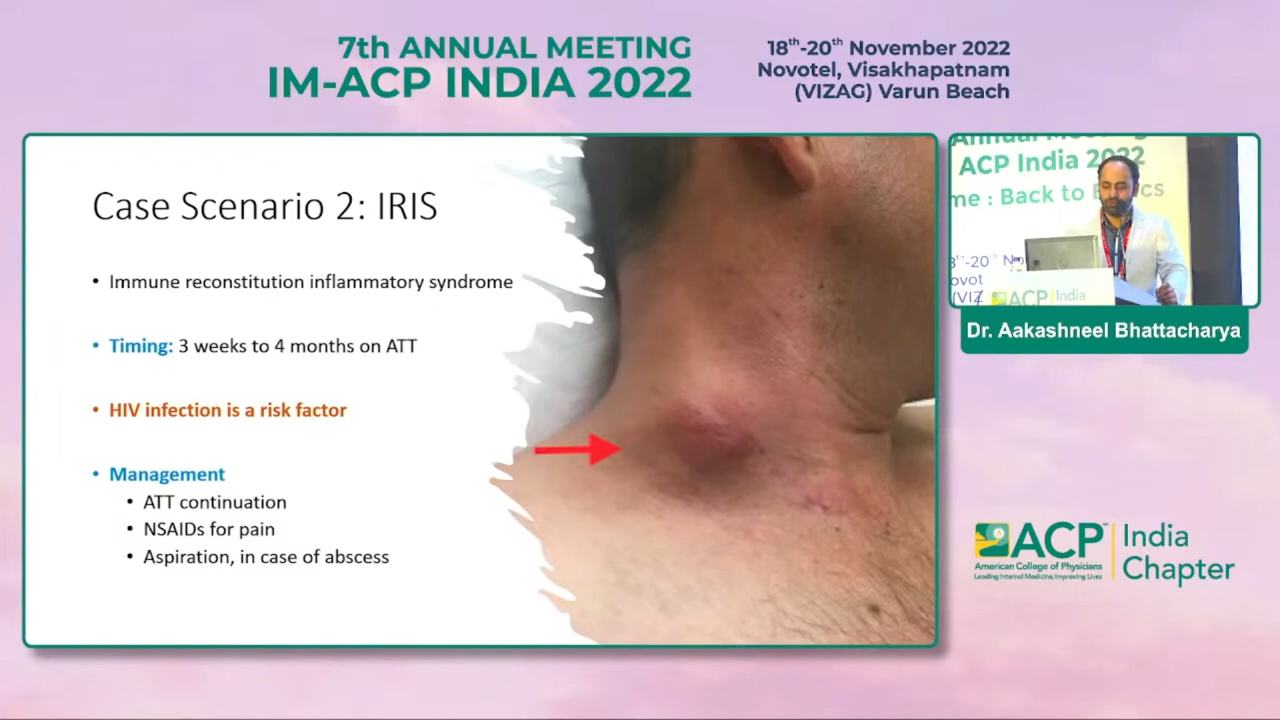 7th ANNUAL MEETING
IM-ACP INDIA 2022
18th-20th November 2022
Novotel, Visakhapatnam
(VIZAG) Varun Beach
Case Scenario 2: IRIS
• Immune reconstitution inflammatory syndrome
• Timing: 3 weeks to 4 months on ATT
• HIV infection is a risk factor
• Management
• ATT continuation
• NSAIDs for pain
• Aspiration, in case of abscess
Annual
ACP India 2022
me : Back to
ACP India
Dr. Aakashneel Bhattacharya
ACP
American College of Physicians
Leading Internal Medicine, Improving Lives
India
Chapter